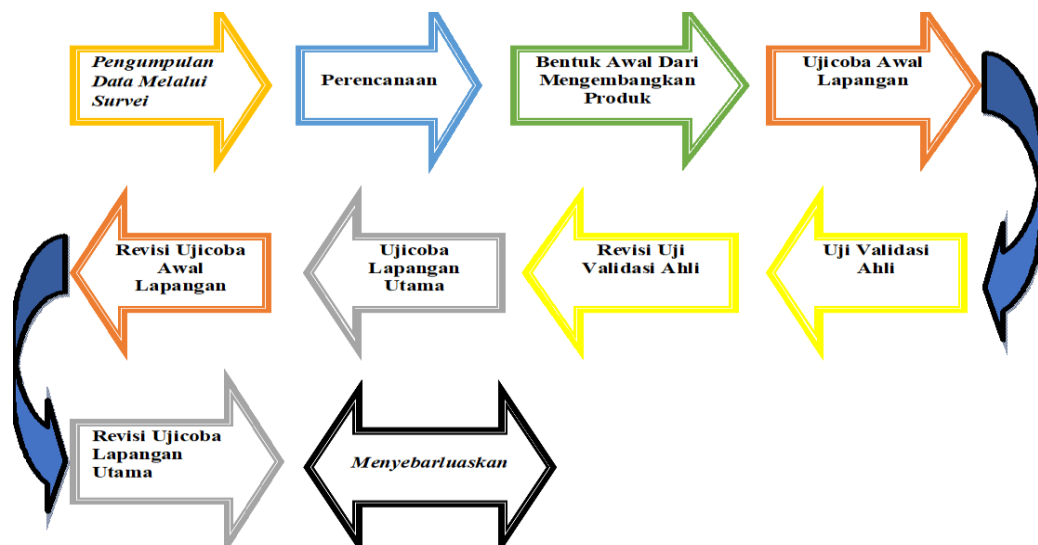 Pengumpulan
Data Melalui
Survei
Perencanaan
Bentuk Awal Dari
Mengembangkan
Produk
Ujicoba Awal
Lapangan
Uji Validasi
Ahli
Revisi Uji
Validasi Ahli
Ujicoba
Lapangan
Utama
Revisi Ujicoba
Awal
Lapangan
Revisi Ujicoba
Lapangan
Utama
Menyebarluaskan